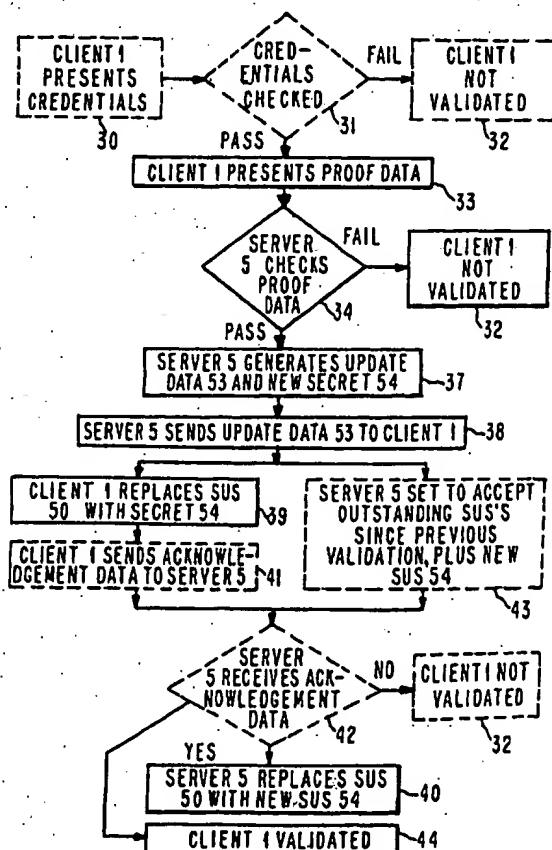 CLIENT 1
PRESENTS
CREDENTIALS
30
CRED-
ENTIALS
CHECKED
31
FAIL
CLIENT 1
NOT
VALIDATED
32
PASS
CLIENT 1 PRESENTS PROOF DATA
33
SERVER
5 CHECKS
PROOF
DATA
34
FAIL
CLIENT 1
NOT
VALIDATED
32
PASS
SERVER 5 GENERATES UPDATE
DATA 53 AND NEW SECRET 54
37
SERVER 5 SENDS UPDATE DATA 53 TO CLIENT 1
38
CLIENT 1 REPLACES SUS
50 WITH SECRET 54
39
CLIENT 1 SENDS ACKNOWLE-
DGEMENT DATA TO SERVER 5
41
SERVER 5 SET TO ACCEPT
OUTSTANDING SUS'S
SINCE PREVIOUS
VALIDATION, PLUS NEW
SUS 54
43
SERVER
5 RECEIVES ACK-
NOWLEDGEMENT
DATA
42
NO
CLIENT 1 NOT
VALIDATED
32
YES
SERVER 5 REPLACES SUS
50 WITH NEW SUS 54
40
CLIENT 1 VALIDATED
44